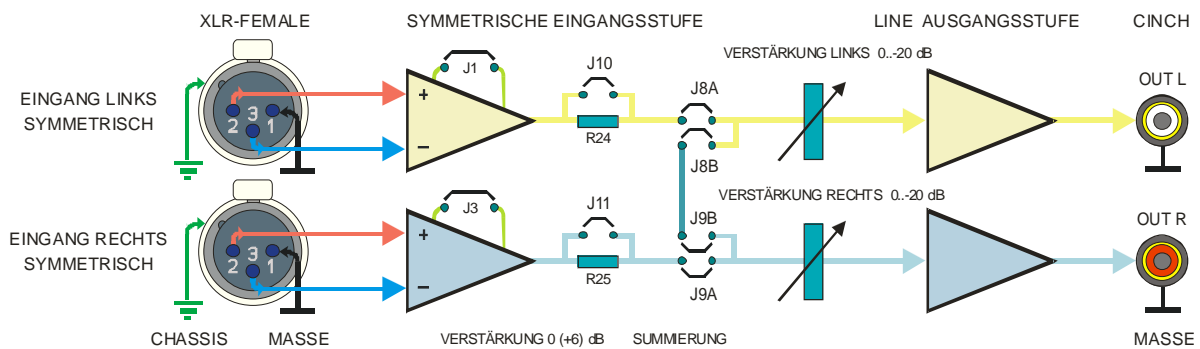 XLR-FEMALE SYMMETRISCHE EINGANGSSTUFE LINE AUSGANGSSTUFE CINCH
VERSTÄRKUNG LINKS 0..-20 dB
J1 J10 J8A OUT L
EINGANG LINKS
SYMMETRISCH
2 3 1
+
−
R24
J8B
VERSTÄRKUNG RECHTS 0..-20 dB
J3 J11 J9B OUT R
EINGANG RECHTS
SYMMETRISCH
2 3 1
+
−
R25
J9A
CHASSIS MASSE VERSTÄRKUNG 0 (+6) dB SUMMIERUNG MASSE